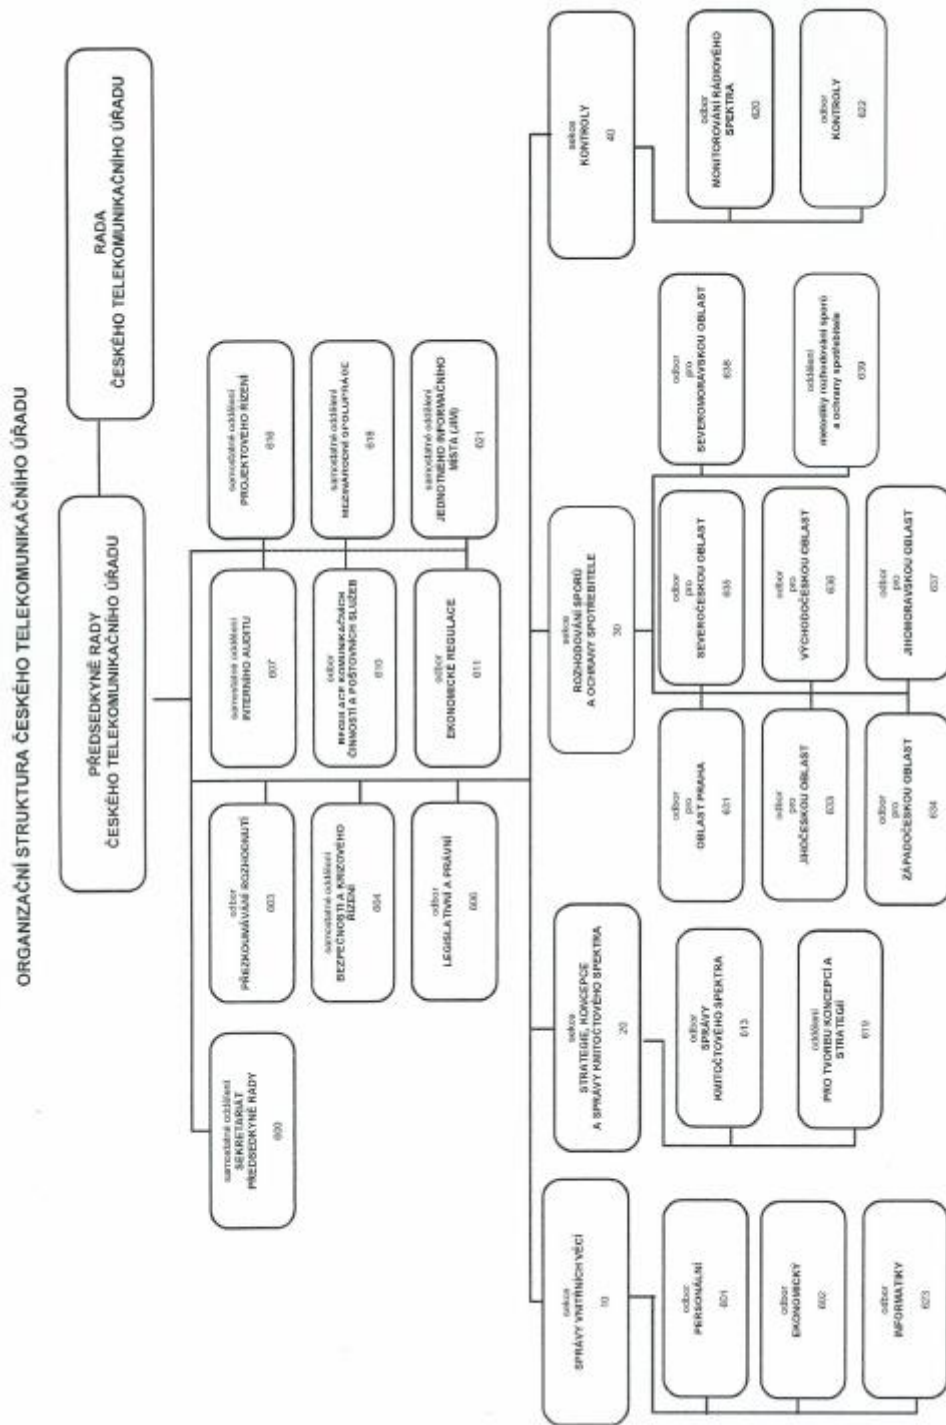 ORGANIZAČNÍ STRUKTURA ČESKÉHO TELEKOMUNIKAČNÍHO ÚŘADU
PŘEDSEDKYNĚ RADY
ČESKÉHO TELEKOMUNIKAČNÍHO ÚŘADU
RADA
ČESKÉHO TELEKOMUNIKAČNÍHO ÚŘADU
samostatné oddělení
SEKRETARIÁT
PŘEDSEDKYNĚ RADY
600
odbor
PŘEZKOUMÁVÁNÍ ROZHODNUTÍ
603
samostatné oddělení
INTERNÍHO AUDITU
607
samostatné oddělení
PROJEKTOVÉHO ŘÍZENÍ
616
samostatné oddělení
BEZPEČNOSTI A KRIZOVÉHO
ŘÍZENÍ
604
odbor
REGULACE KOMUNIKAČNÍCH
ČINNOSTÍ A POŠTOVNÍCH SLUŽEB
610
samostatné oddělení
MEZINÁRODNÍ SPOLUPRÁCE
618
odbor
LEGISLATIVNÍ A PRÁVNÍ
606
odbor
EKONOMICKÉ REGULACE
611
samostatné oddělení
JEDNOTNÉHO INFORMAČNÍHO
MÍSTA (JIM)
621
sekce
SPRÁVY VNITŘNÍCH VĚCÍ
10
sekce
STRATEGIE, KONCEPCE
A SPRÁVY KMITOČTOVÉHO SPEKTRA
20
sekce
ROZHODOVÁNÍ SPORŮ
A OCHRANY SPOTŘEBITELE
30
sekce
KONTROLY
40
odbor
PERSONÁLNÍ
601
odbor
SPRÁVY
KMITOČTOVÉHO SPEKTRA
613
odbor
pro
OBLAST PRAHA
631
odbor
pro
SEVEROČESKOU OBLAST
635
odbor
pro
SEVEROMORAVSKOU OBLAST
638
odbor
MONITOROVÁNÍ RÁDIOVÉHO
SPEKTRA
620
odbor
EKONOMICKÝ
602
oddělení
PRO TVORBU KONCEPCÍ A
STRATEGIÍ
619
odbor
pro
JIHOČESKOU OBLAST
633
odbor
pro
VÝCHODOČESKOU OBLAST
636
oddělení
metodiky rozhodování sporů
a ochrany spotřebitele
639
odbor
KONTROLY
622
odbor
INFORMATIKY
623
odbor
pro
ZÁPADOČESKOU OBLAST
634
odbor
pro
JIHOMORAVSKOU OBLAST
637